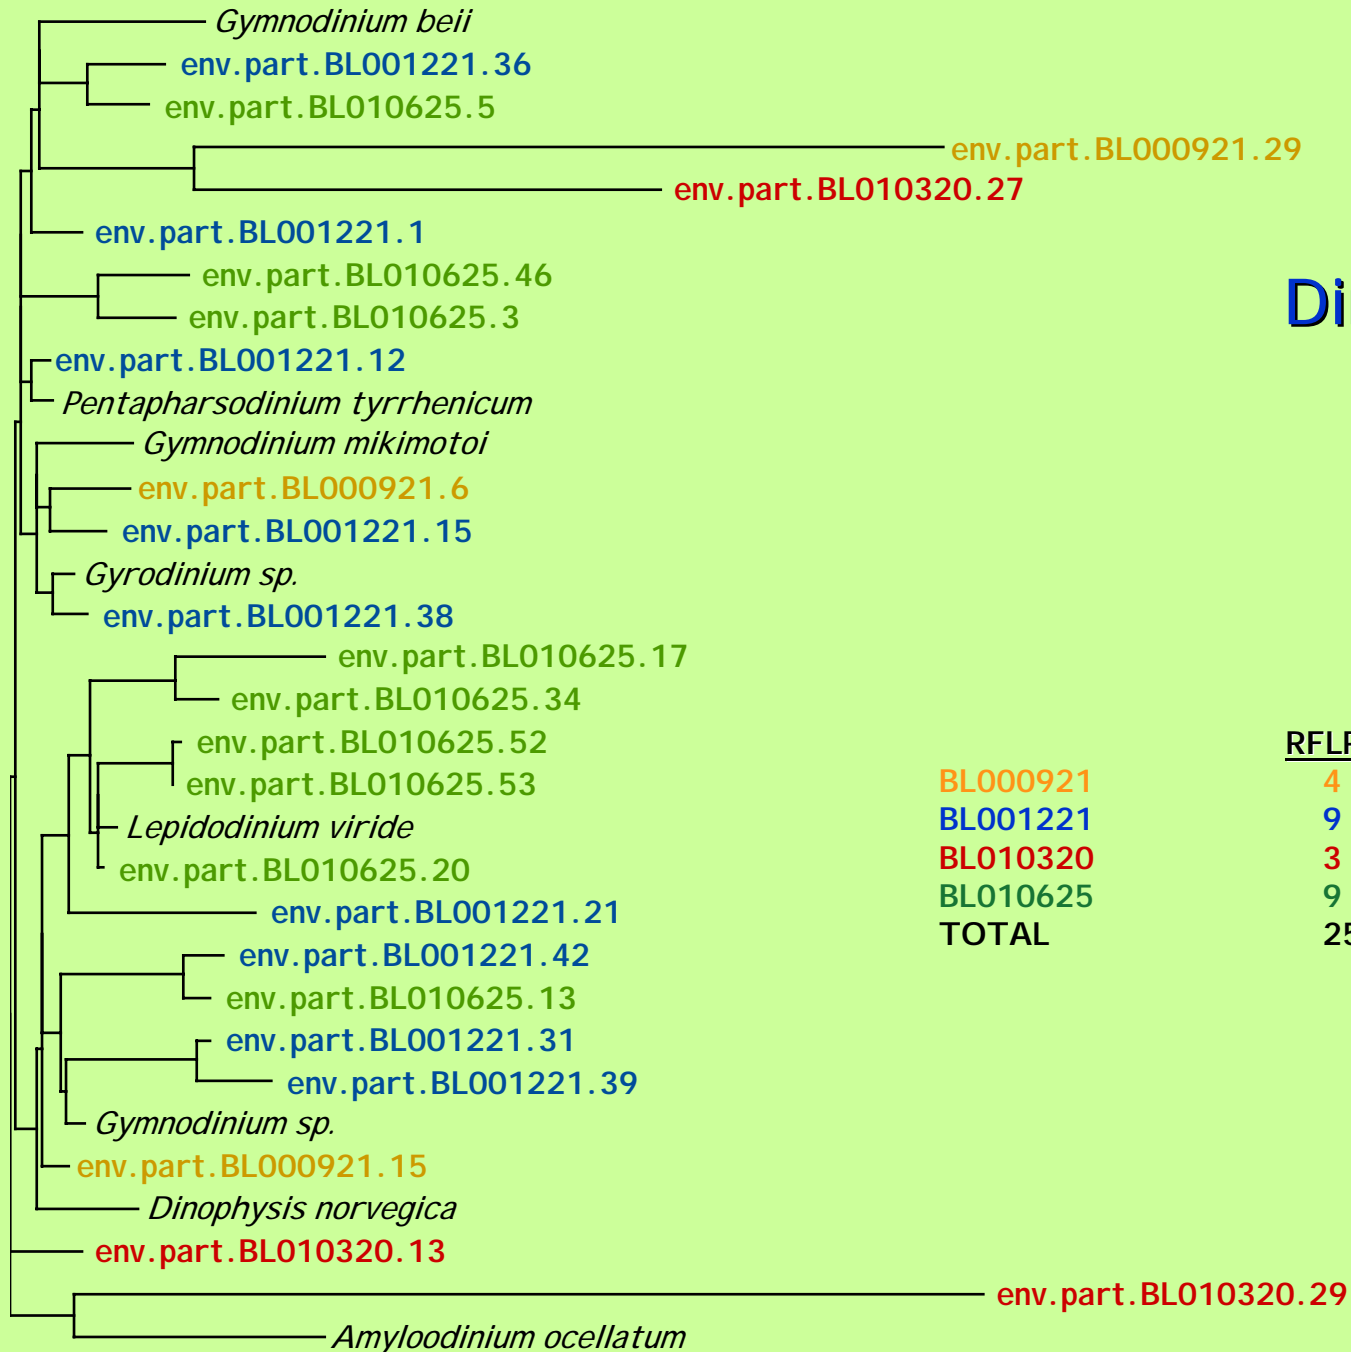 Gymnodinium beii
env.part.BL001221.36
env.part.BL010625.5
env.part.BL000921.29
env.part.BL010320.27
env.part.BL001221.1
env.part.BL010625.46
env.part.BL010625.3
Di
env.part.BL001221.12
Pentapharsodinium tyrrhenicum
Gymnodinium mikimotoi
env.part.BL000921.6
env.part.BL001221.15
Gyrodinium sp.
env.part.BL001221.38
env.part.BL010625.17
env.part.BL010625.34
env.part.BL010625.52
env.part.BL010625.53
Lepidodinium viride
env.part.BL010625.20
env.part.BL001221.21
env.part.BL001221.42
env.part.BL010625.13
env.part.BL001221.31
env.part.BL001221.39
Gymnodinium sp.
env.part.BL000921.15
Dinophysis norvegica
env.part.BL010320.13
env.part.BL010320.29
Amyloodinium ocellatum
RFLP
BL000921 4
BL001221 9
BL010320 3
BL010625 9
TOTAL 25